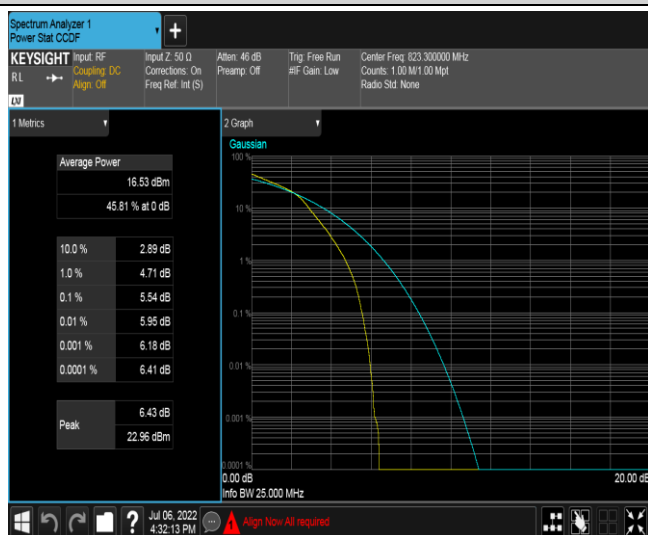 Spectrum Analyzer 1
Power Stat CCDF
+
KEYSIGHT
R L
LXI
Input: RF
Coupling: DC
Align: Off
Input Z: 50 Ω
Corrections: On
Freq Ref: Int (S)
Atten: 46 dB
Preamp: Off
Trig: Free Run
#IF Gain: Low
Center Freq: 823.300000 MHz
Counts: 1.00 M/1.00 Mpt
Radio Std: None
1 Metrics
Average Power
16.53 dBm
45.81 % at 0 dB
10.0 % 2.89 dB
1.0 % 4.71 dB
0.1 % 5.54 dB
0.01 % 5.95 dB
0.001 % 6.18 dB
0.0001 % 6.41 dB
Peak
6.43 dB
22.96 dBm
2 Graph
Gaussian
100 %
10 %
1 %
0.1 %
0.01 %
0.001 %
0.0001 %
0.00 dB
20.00 dB
Info BW 25.000 MHz
?
Jul 06, 2022
4:32:13 PM
Align Now All required